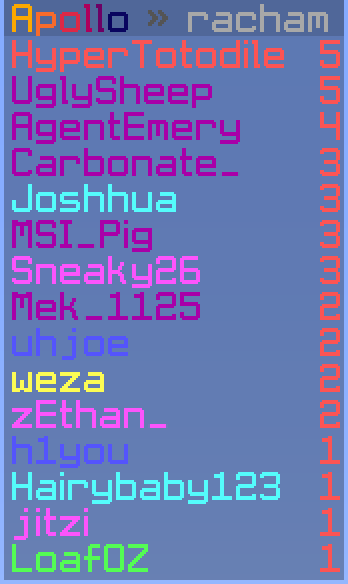 Apollo » racham
HyperTotodile 5
UglySheep 5
AgentEmery 4
Carbonate_ 3
Joshhua 3
MSI_Pig 3
Sneaky26 3
Mek_1125 2
uhjoe 2
weza 2
zEthan_ 2
h1you 1
Hairybaby123 1
jitzi 1
LoafOZ 1